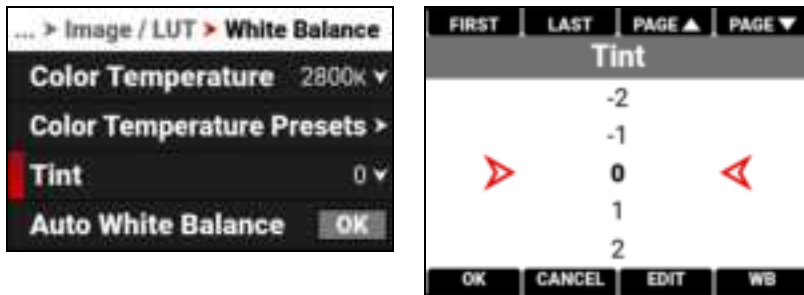 ... > Image / LUT > White Balance
Color Temperature 2800K
Color Temperature Presets >
Tint 0
Auto White Balance OK
FIRST LAST PAGE▲ PAGE▼
Tint
-2
-1
0
1
2
OK CANCEL EDIT WB